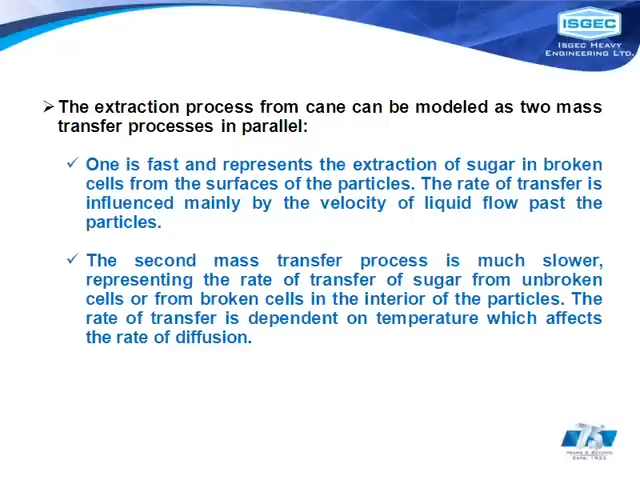 ISGEC
ISGEC HEAVY
ENGINEERING LTD.
➢The extraction process from cane can be modeled as two mass
transfer processes in parallel:
✓ One is fast and represents the extraction of sugar in broken
cells from the surfaces of the particles. The rate of transfer is
influenced mainly by the velocity of liquid flow past the
particles.
✓ The second mass transfer process is much slower,
representing the rate of transfer of sugar from unbroken
cells or from broken cells in the interior of the particles. The
rate of transfer is dependent on temperature which affects
the rate of diffusion.
75
YEARS & BEYOND
ESTD. 1933